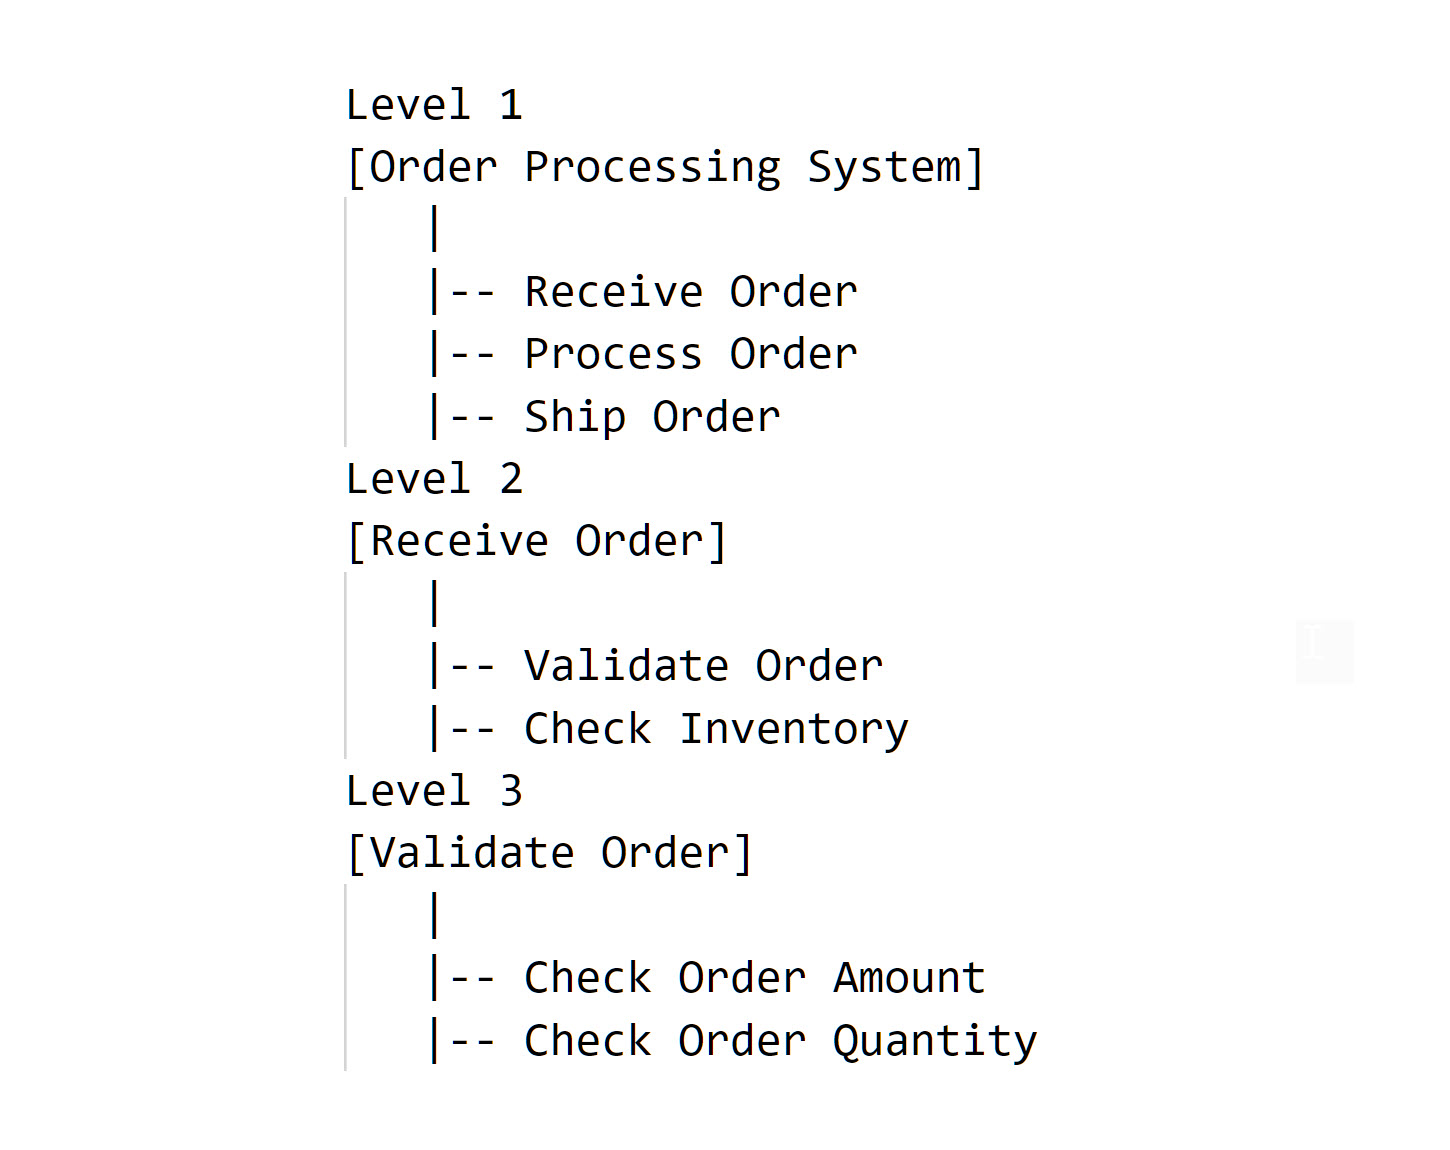 Level 1
[Order Processing System]
|
|-- Receive Order
|-- Process Order
|-- Ship Order
Level 2
[Receive Order]
|
|-- Validate Order
|-- Check Inventory
Level 3
[Validate Order]
|
|-- Check Order Amount
|-- Check Order Quantity